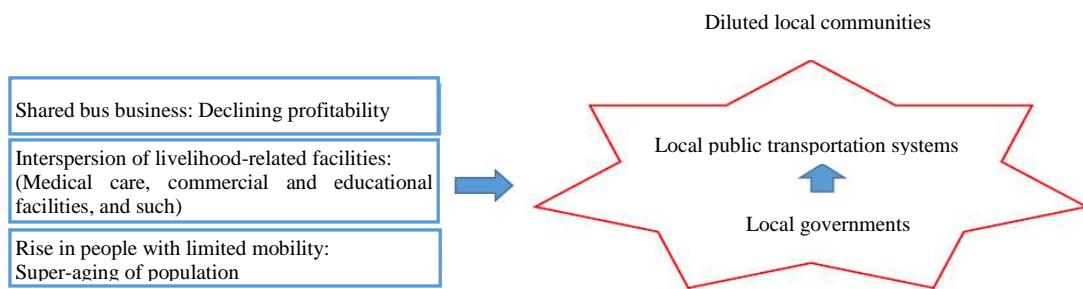 Diluted local communities
Shared bus business: Declining profitability
Interspersion of livelihood-related facilities:
(Medical care, commercial and educational
facilities, and such)
Rise in people with limited mobility:
Super-aging of population
Local public transportation systems
Local governments